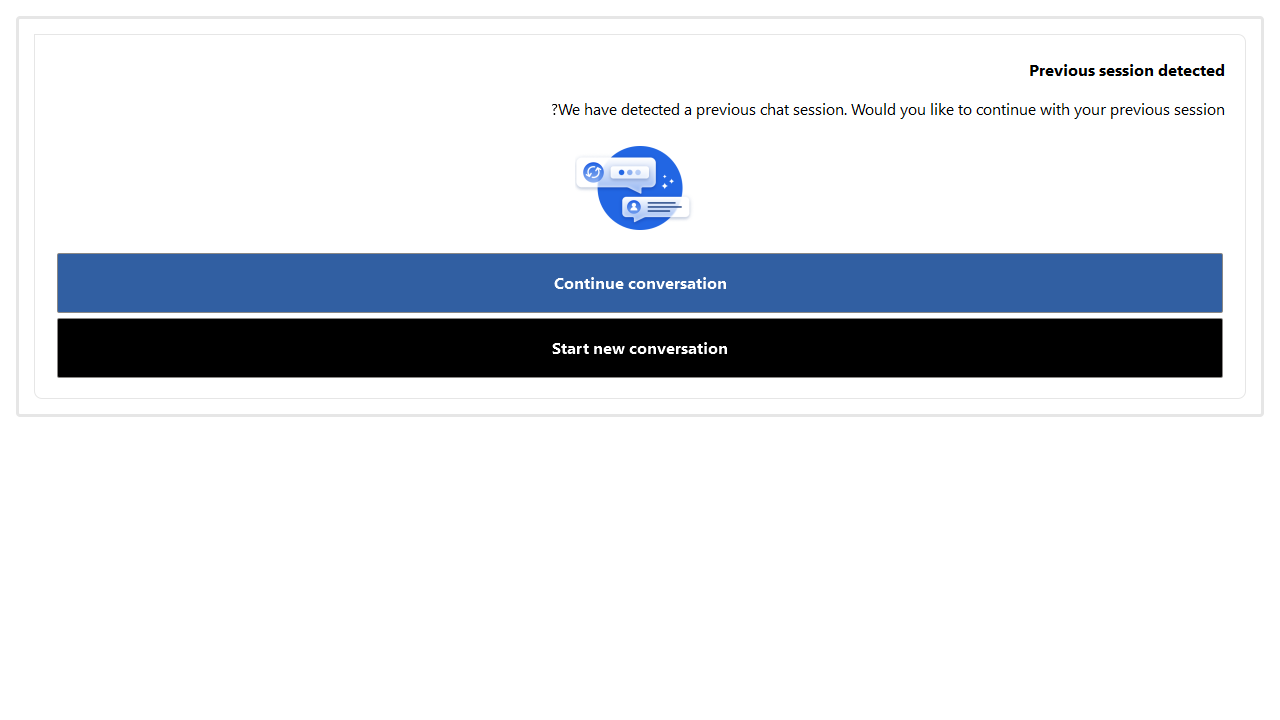 Previous session detected
?We have detected a previous chat session. Would you like to continue with your previous session
Continue conversation
Start new conversation